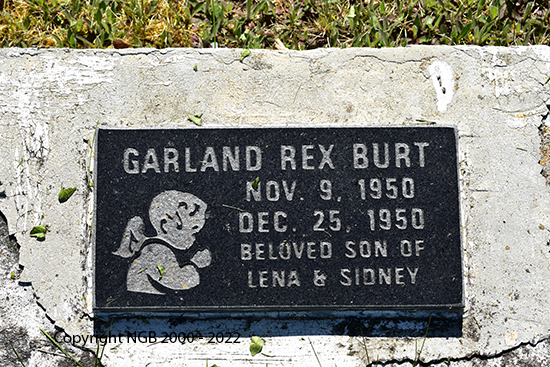 GARLAND REX BURT
NOV. 9, 1950
DEC. 25, 1950
BELOVED SON OF
LENA & SIDNEY
Copyright NGB 2000 - 2022